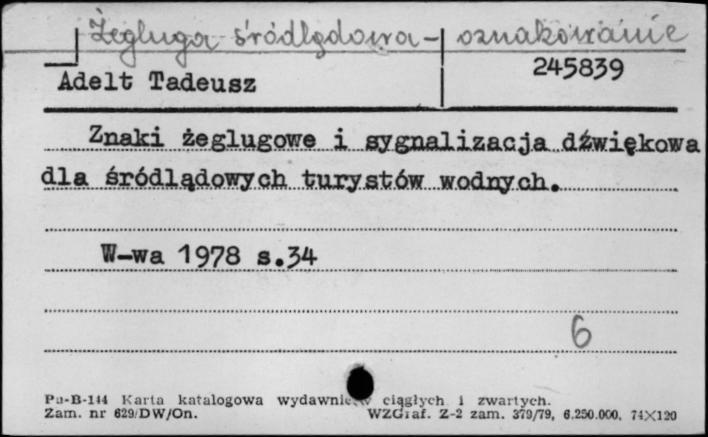 Żegluga śródlądowa - oznakowanie
245839
Adelt Tadeusz
Znaki żeglugowe i sygnalizacja dźwiękowa
dla śródlądowych turystów wodnych.
W-wa 1978 s.34
6
Pu-B-144 Karta katalogowa wydawnictw ciągłych i zwartych.
Zam. nr 629/DW/On. WZGraf. Z-2 zam. 379/79, 6.250.000, 74X120